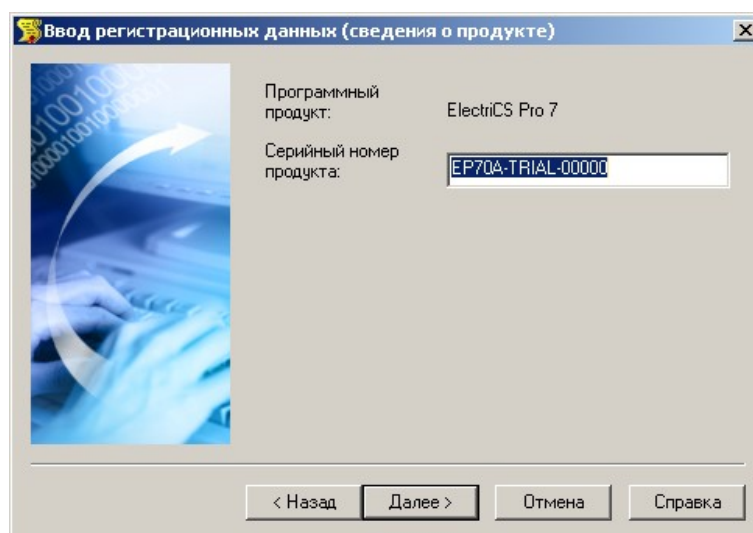 Ввод регистрационных данных (сведения о продукте)
Программный
продукт:
ElectriCS Pro 7
Серийный номер
продукта:
EP70A-TRIAL-00000
< Назад
Далее >
Отмена
Справка